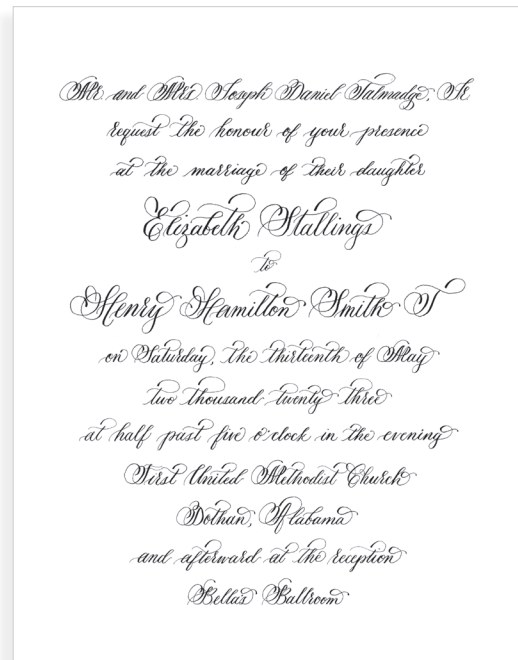 Mr. and Mrs. Joseph Daniel Talmadge, Sr.
request the honour of your presence
at the marriage of their daughter
Elizabeth Stallings
to
Henry Hamilton Smith
on Saturday, the thirteenth of May
two thousand twenty three
at half past five o'clock in the evening
First United Methodist Church
Dothan, Alabama
and afterward at the reception
Bella's Ballroom